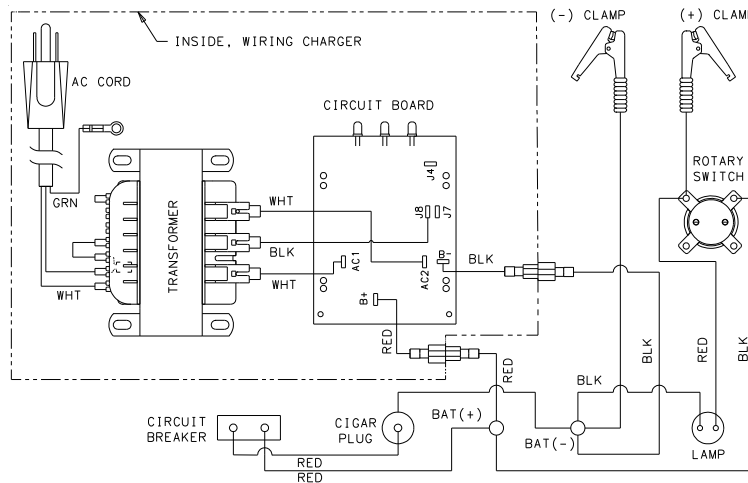 (-) CLAMP
(+) CLAMP
INSIDE, WIRING CHARGER
AC CORD
CIRCUIT BOARD
ROTARY
SWITCH
J4
GRN
WHT
J8
J7
TRANSFORMER
BLK
AC1
AC2
B-
BLK
WHT
WHT
B+
RED
RED
BLK
RED
BLK
BLK
CIRCUIT
BREAKER
CIGAR
PLUG
BAT(+)
BAT(-)
LAMP
RED
RED